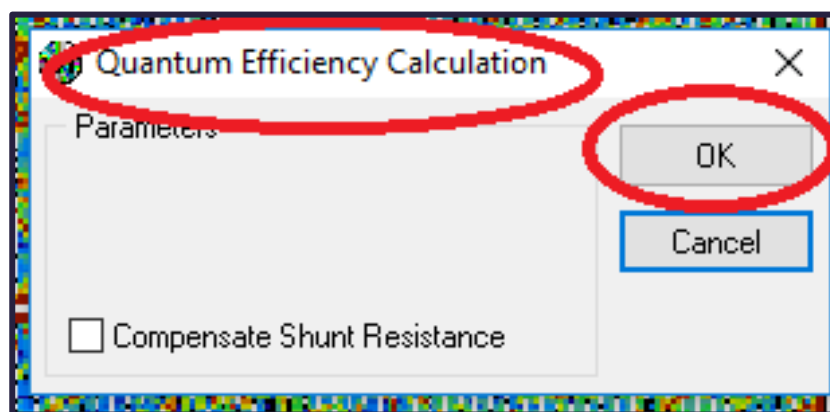 Quantum Efficiency Calculation
Parameters
OK
Cancel
Compensate Shunt Resistance